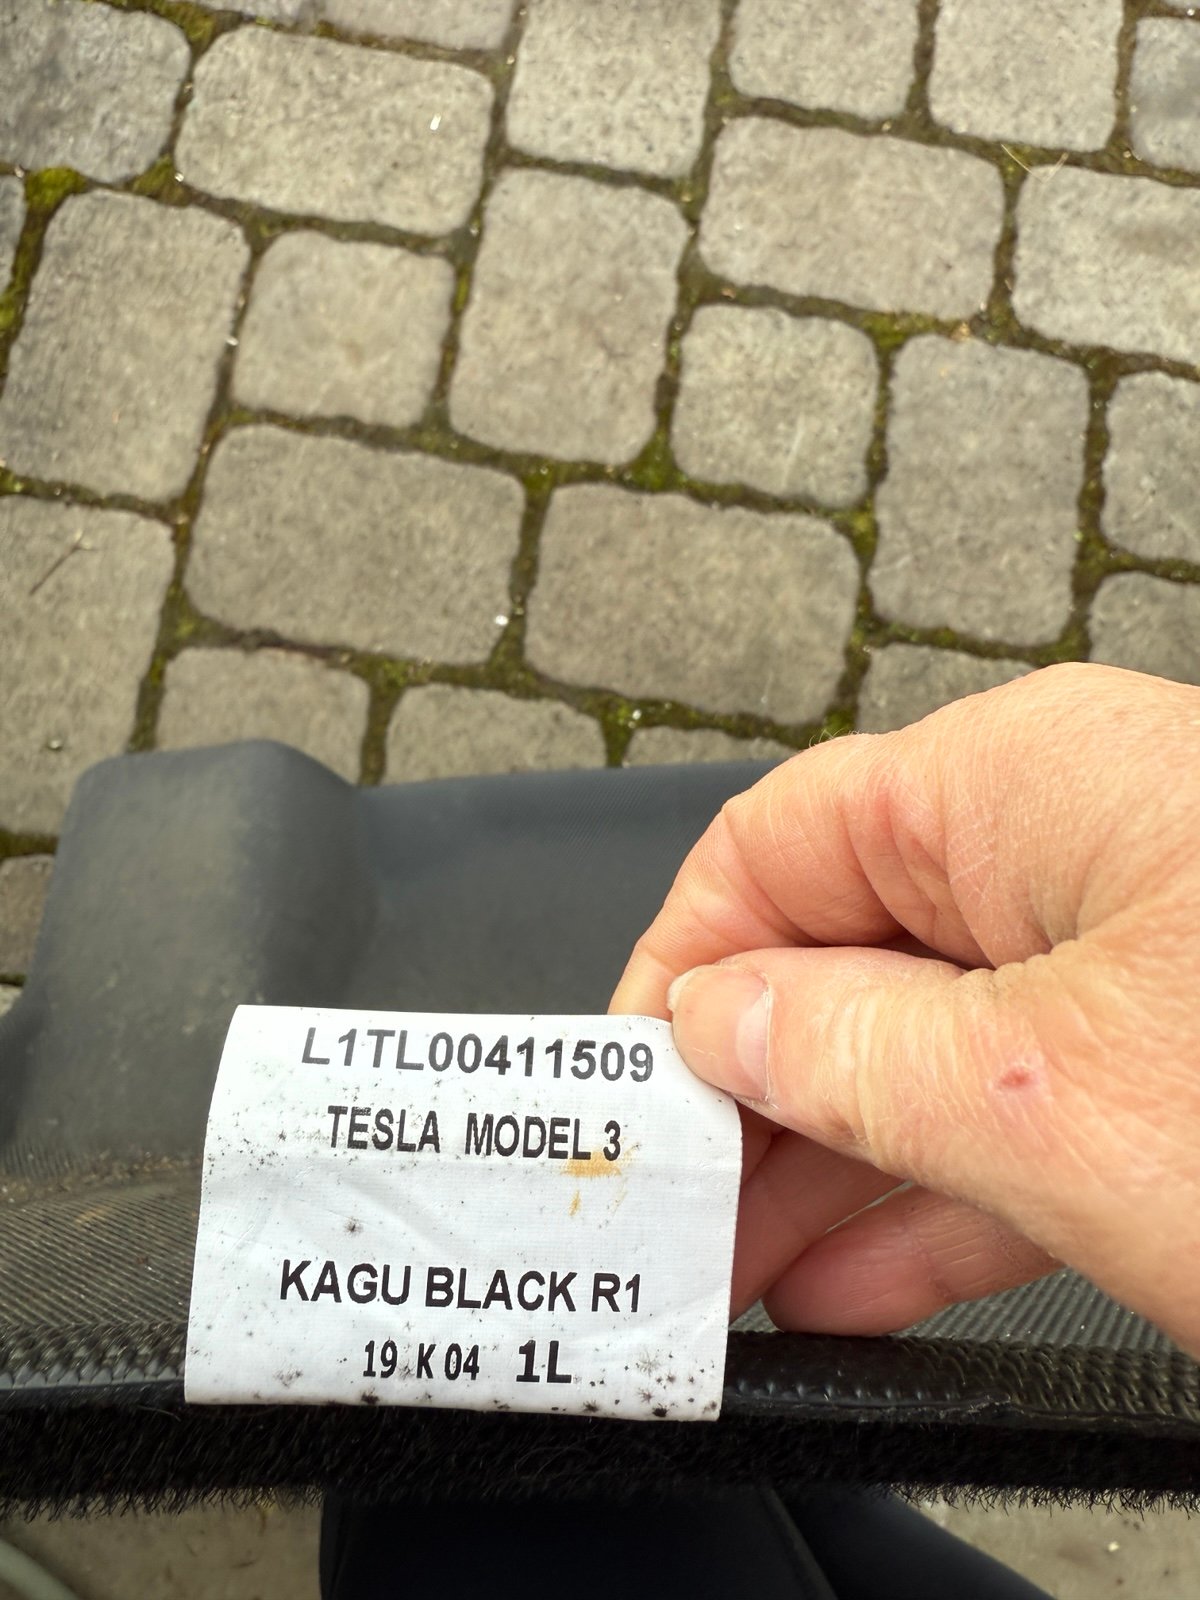 L1TL00411509
TESLA MODEL 3
KAGU BLACK R1
19 K 04 1L